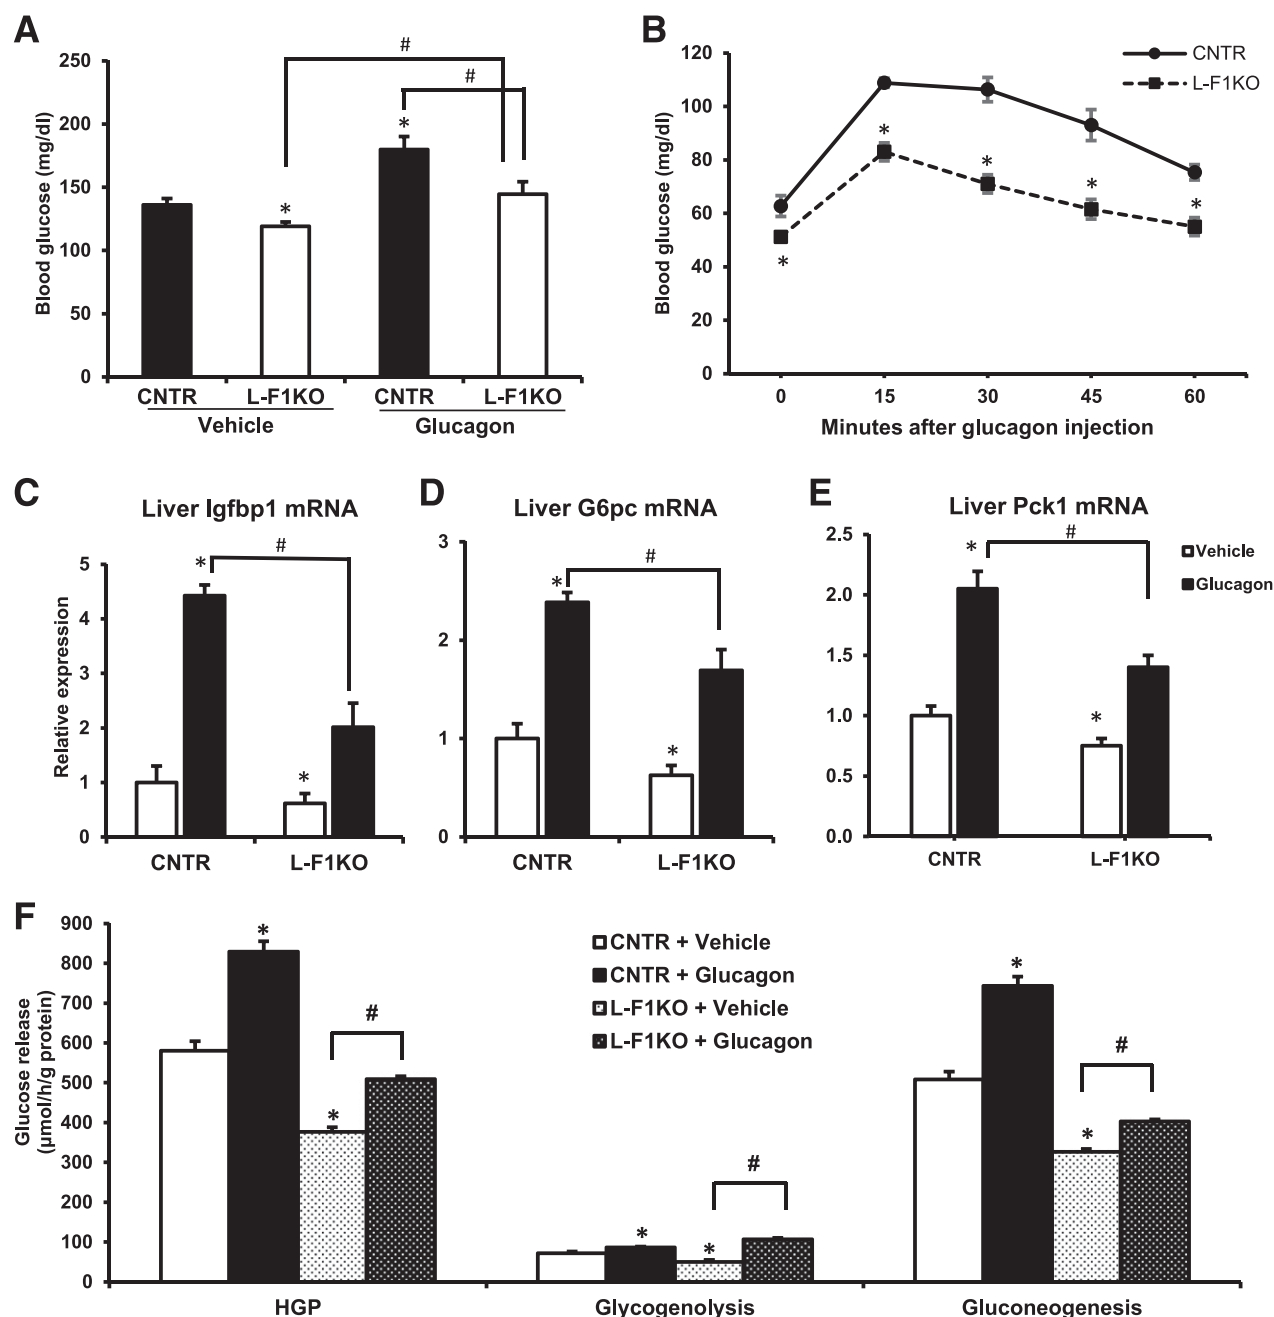 A
Blood glucose (mg/dl)
250
200
150
100
50
0
#
#
*
*
CNTR
L-F1KO
CNTR
L-F1KO
Vehicle
Glucagon
B
Blood glucose (mg/dl)
120
100
80
60
40
20
0
CNTR
L-F1KO
*
*
*
*
*
0
15
30
45
60
Minutes after glucagon injection
C
Liver Igfbp1 mRNA
Relative expression
5
4
3
2
1
0
*
#
*
CNTR
L-F1KO
D
Liver G6pc mRNA
3
2
1
0
*
#
*
CNTR
L-F1KO
E
Liver Pck1 mRNA
2.5
2.0
1.5
1.0
0.5
0.0
*
#
*
Vehicle
Glucagon
CNTR
L-F1KO
F
Glucose release
(µmol/h/g protein)
900
800
700
600
500
400
300
200
100
0
CNTR + Vehicle
CNTR + Glucagon
L-F1KO + Vehicle
L-F1KO + Glucagon
*
*
#
*
*
#
*
*
#
HGP
Glycogenolysis
Gluconeogenesis